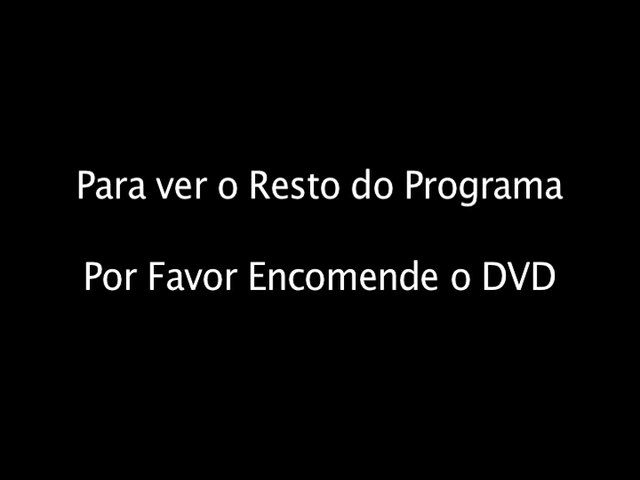 Para ver o Resto do Programa
Por Favor Encomende o DVD